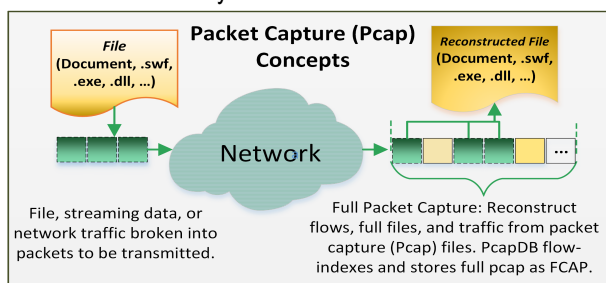 Packet Capture (Pcap)
Concepts
File
(Document, .swf,
.exe, .dll, ...)
Reconstructed File
(Document, .swf,
.exe, .dll, ...)
Network
...
File, streaming data, or
network traffic broken into
packets to be transmitted.
Full Packet Capture: Reconstruct
flows, full files, and traffic from packet
capture (Pcap) files. PcapDB flow-
indexes and stores full pcap as FCAP.